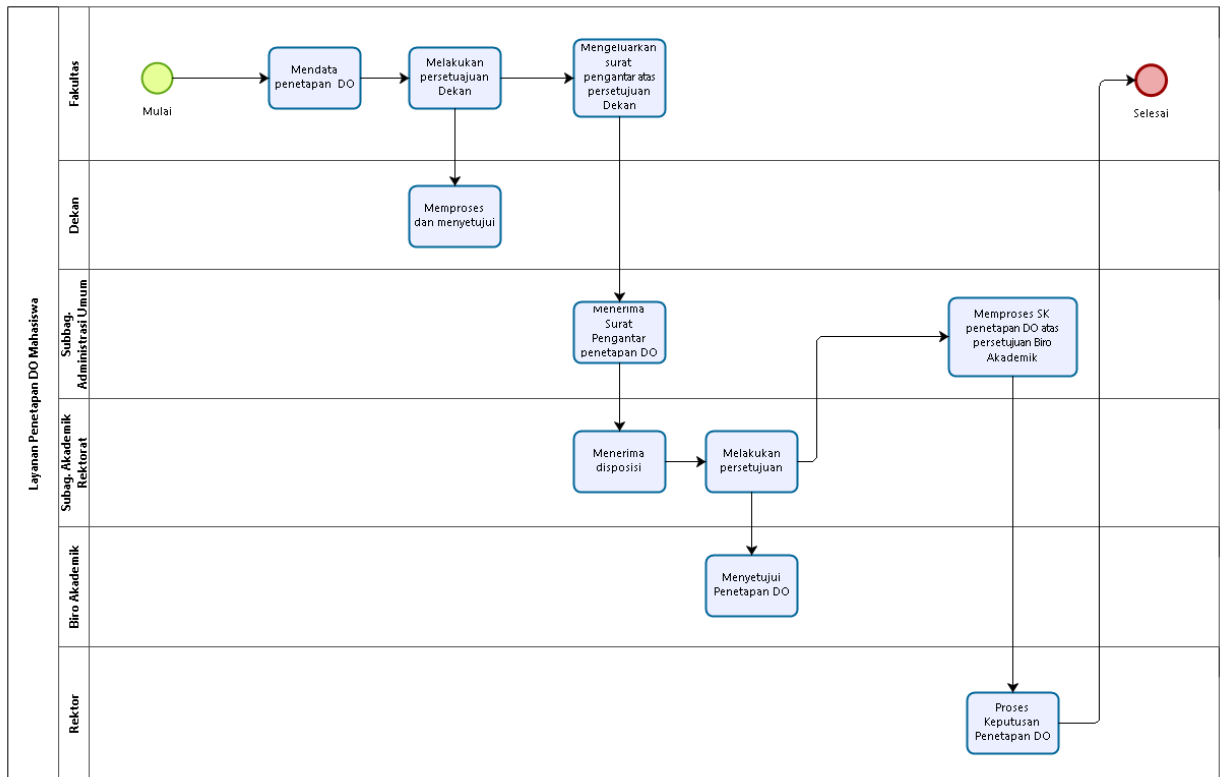 Layanan Penetapan DO Mahasiswa
Fakultas
Mulai
Mendata
penetapan DO
Melakukan
persetuajuan
Dekan
Mengeluarkan
surat
pengantar atas
persetujuan
Dekan
Selesai
Dekan
Memproses
dan menyetujui
Subbag.
Administrasi Umum
Menerima
Surat
Pengantar
penetapan DO
Memproses SK
penetapan DO atas
persetujuan Biro
Akademik
Subag. Akademik
Rektorat
Menerima
disposisi
Melakukan
persetujuan
Biro Akademik
Menyetujui
Penetapan DO
Rektor
Proses
Keputusan
Penetapan DO